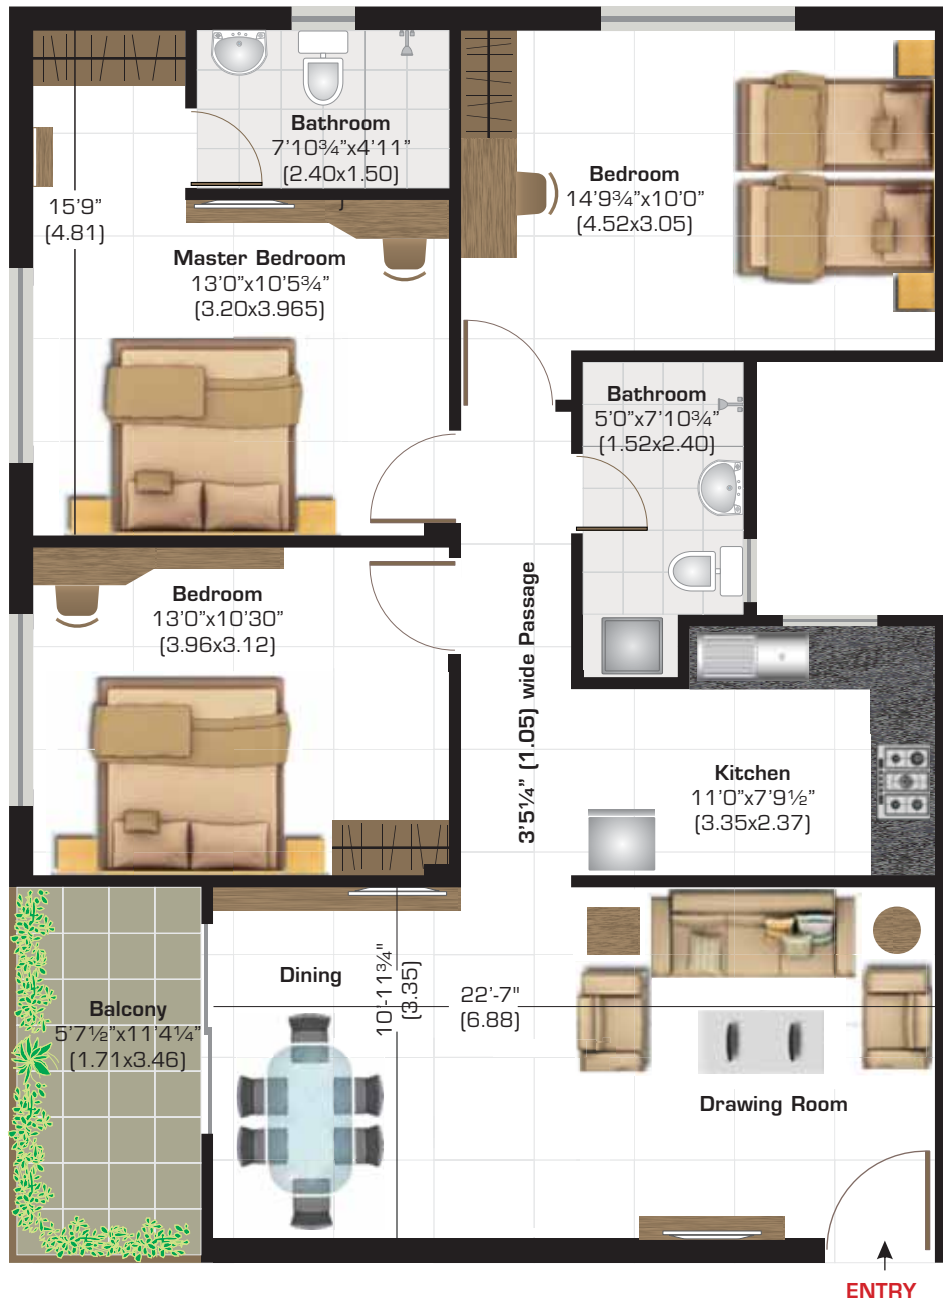 Bathroom
7'10¾"x4'11"
(2.40x1.50)
15'9"
(4.81)
Master Bedroom
13'0"x10'5¾"
(3.20x3.965)
Bedroom
14'9¾"x10'0"
(4.52x3.05)
Bathroom
5'0"x7'10¾"
(1.52x2.40)
Bedroom
13'0"x10'30"
(3.96x3.12)
3'5¼" (1.05) wide Passage
Kitchen
11'0"x7'9½"
(3.35x2.37)
Dining
10'-11¾"
(3.35)
22'-7"
(6.88)
Balcony
5'7½"x11'4¼"
(1.71x3.46)
Drawing Room
ENTRY